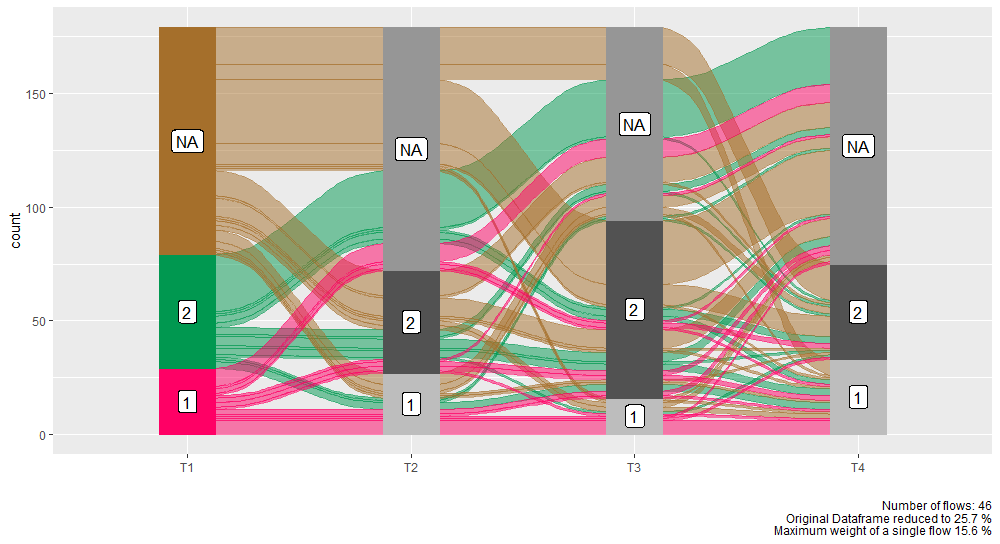 count
150
100
50
0
NA
2
1
NA
2
1
NA
2
1
NA
2
1
T1
T2
T3
T4
Number of flows: 46
Original Dataframe reduced to 25.7 %
Maximum weight of a single flow 15.6 %